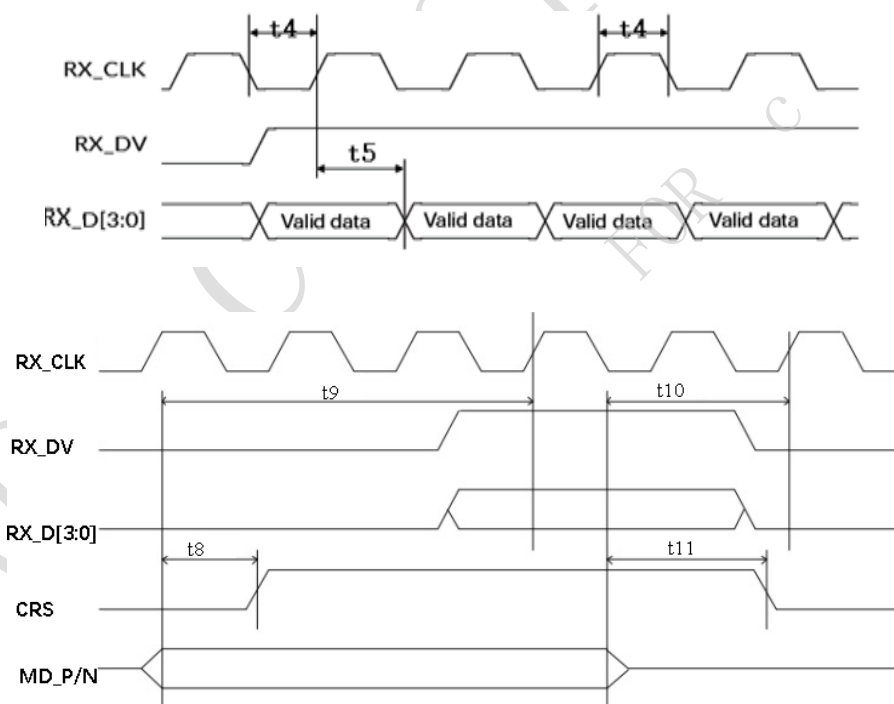 t4 t4
RX_CLK
RX_DV
t5
RX_D[3:0] Valid data Valid data Valid data Valid data
FOR c
RX_CLK
t9 t10
RX_DV
RX_D[3:0]
t8 t11
CRS
MD_P/N